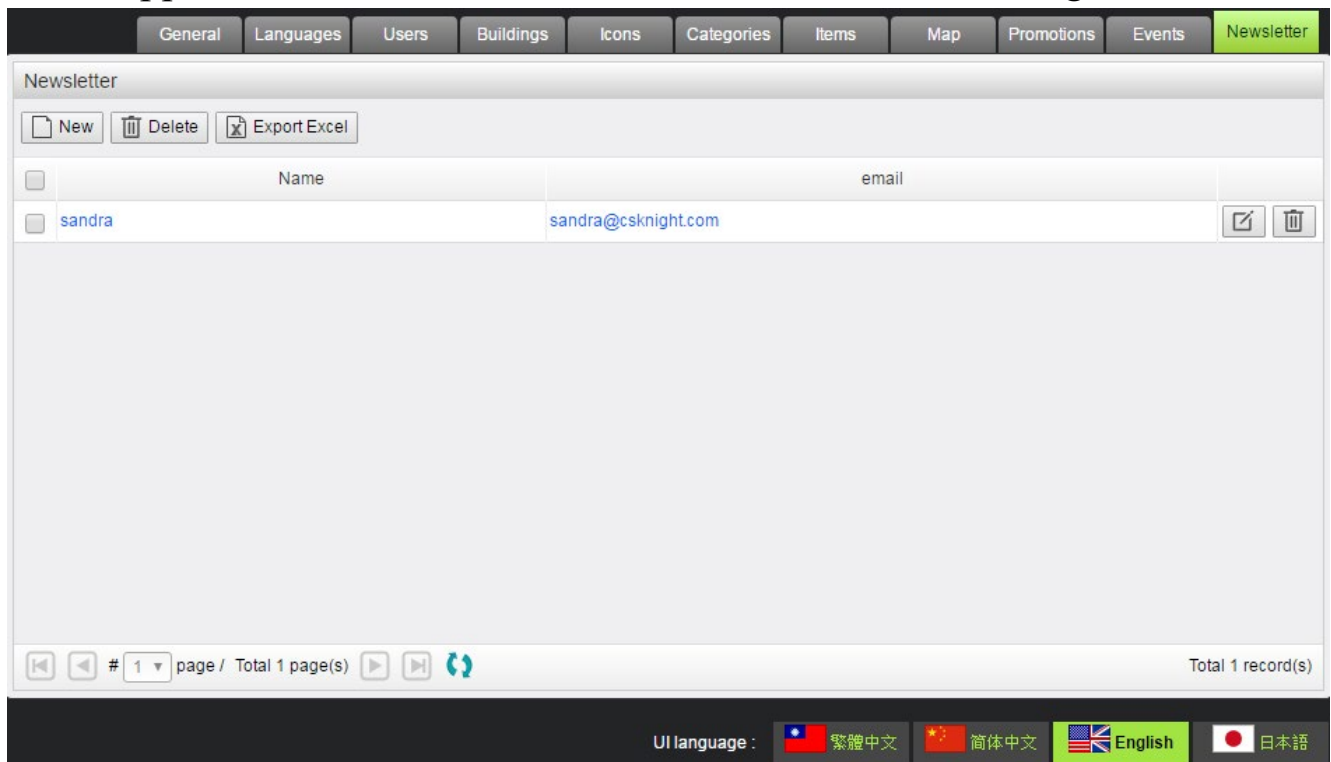 General Languages Users Buildings Icons Categories Items Map Promotions Events Newsletter
Newsletter
New Delete Export Excel
Name email
sandra sandra@csknight.com
# 1 page / Total 1 page(s) Total 1 record(s)
UI language : 繁體中文 简体中文 English 日本語